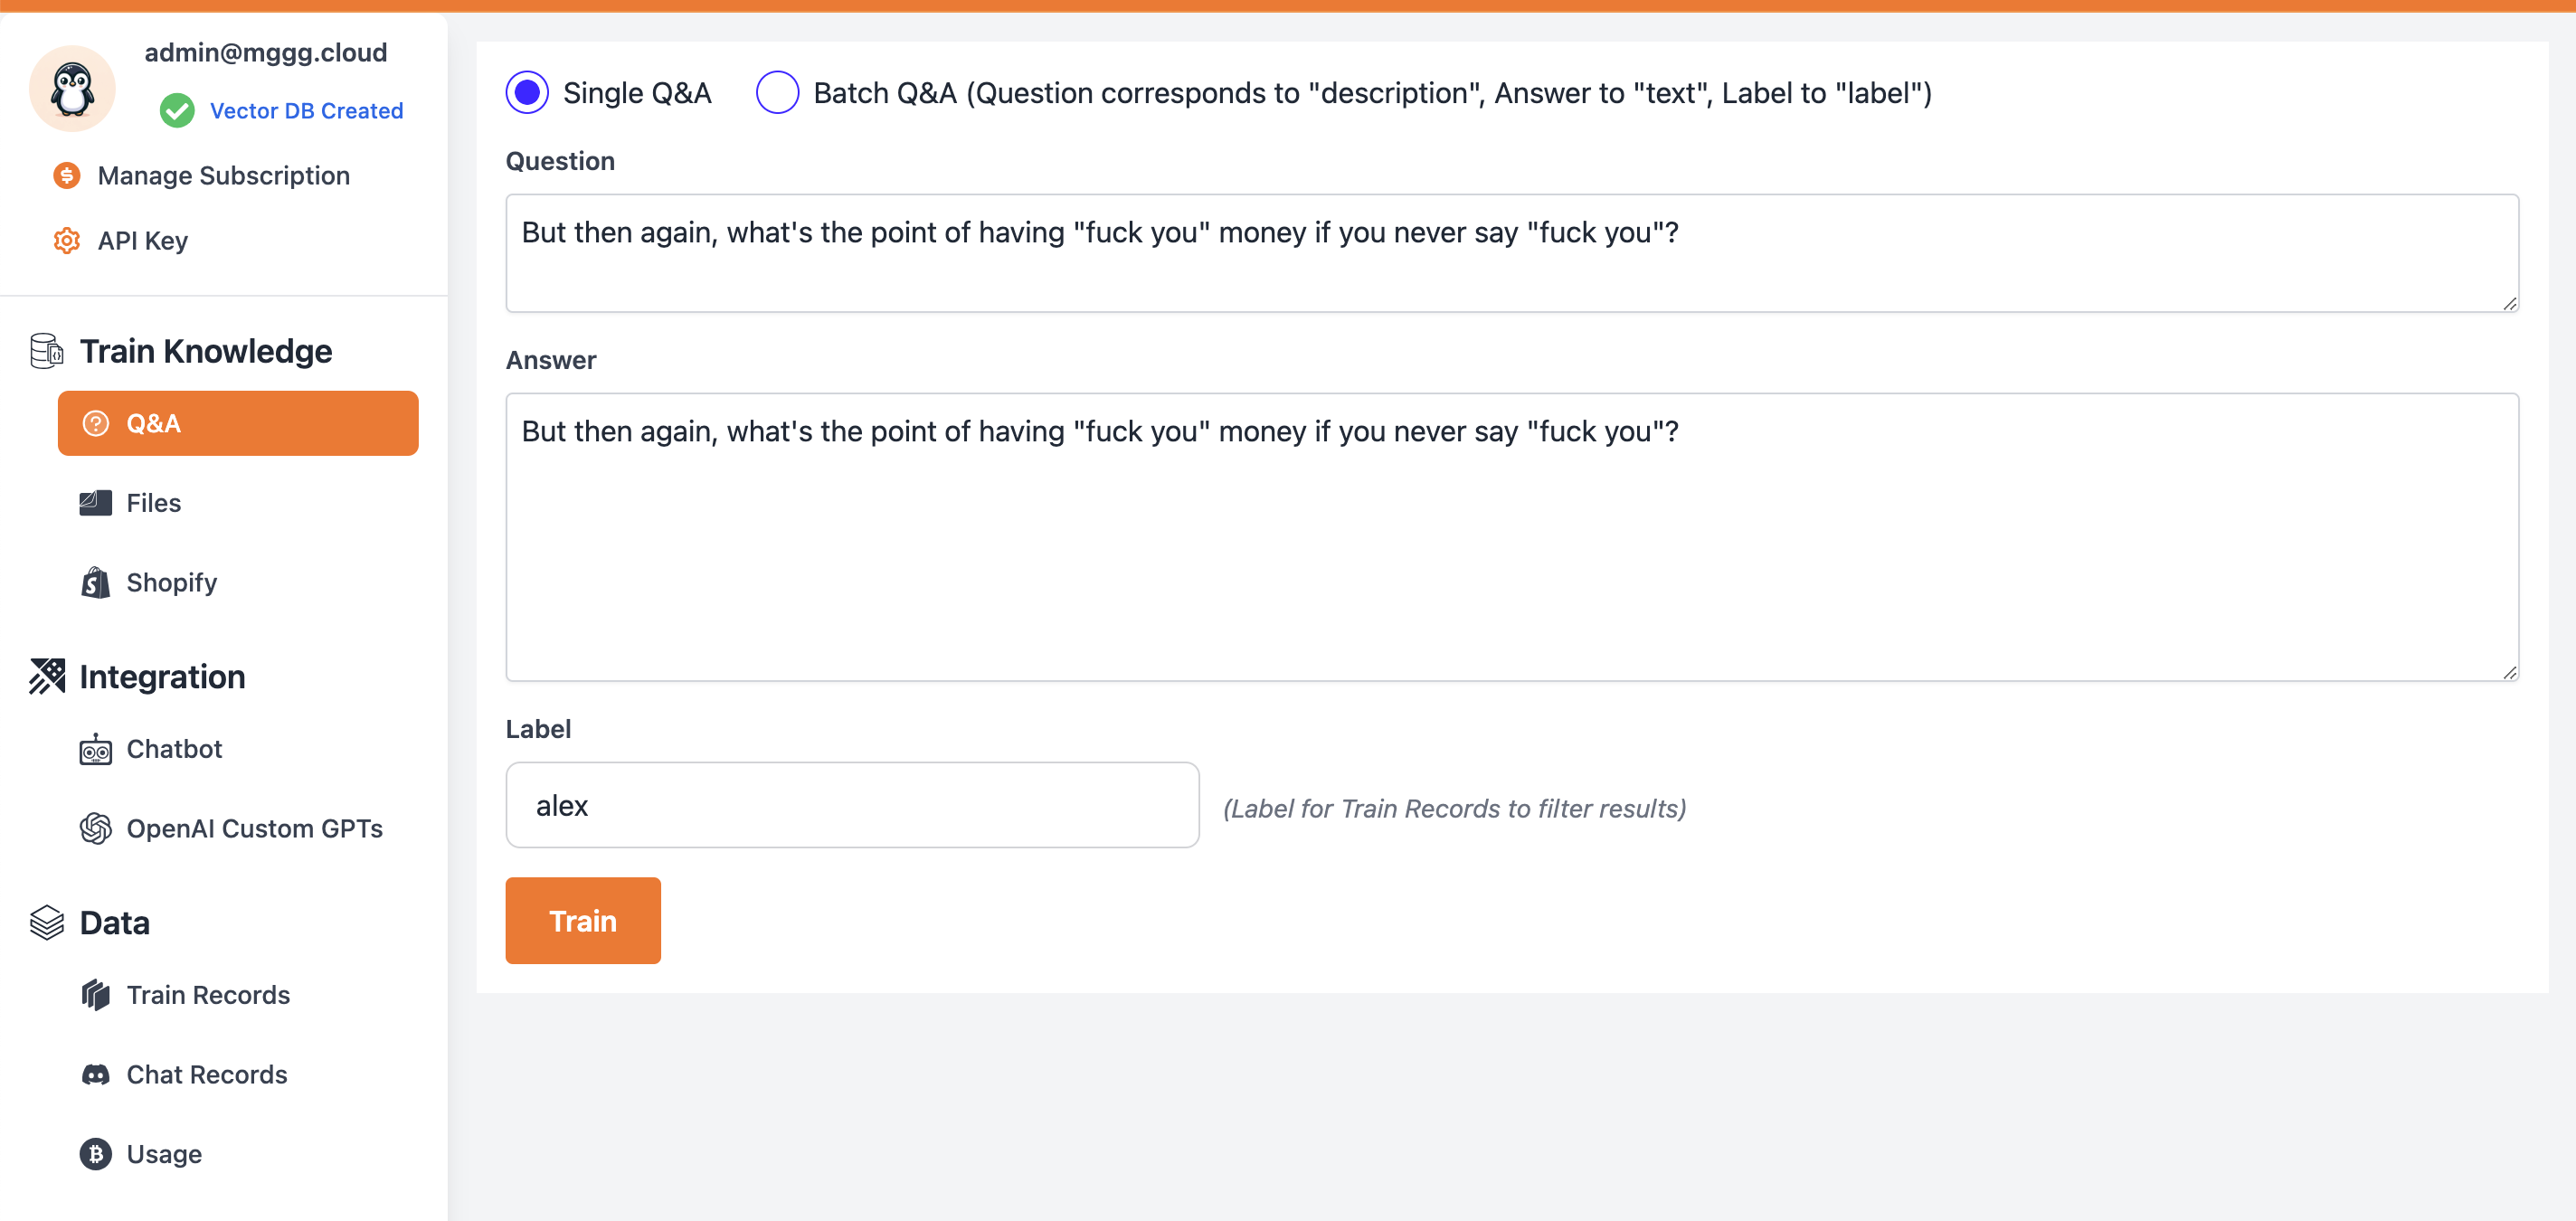 admin@mggg.cloud
Vector DB Created
Manage Subscription
API Key
Train Knowledge
Q&A
Files
Shopify
Integration
Chatbot
OpenAI Custom GPTs
Data
Train Records
Chat Records
Usage
Single Q&A
Batch Q&A (Question corresponds to "description", Answer to "text", Label to "label")
Question
But then again, what's the point of having "fuck you" money if you never say "fuck you"?
Answer
But then again, what's the point of having "fuck you" money if you never say "fuck you"?
Label
alex
(Label for Train Records to filter results)
Train